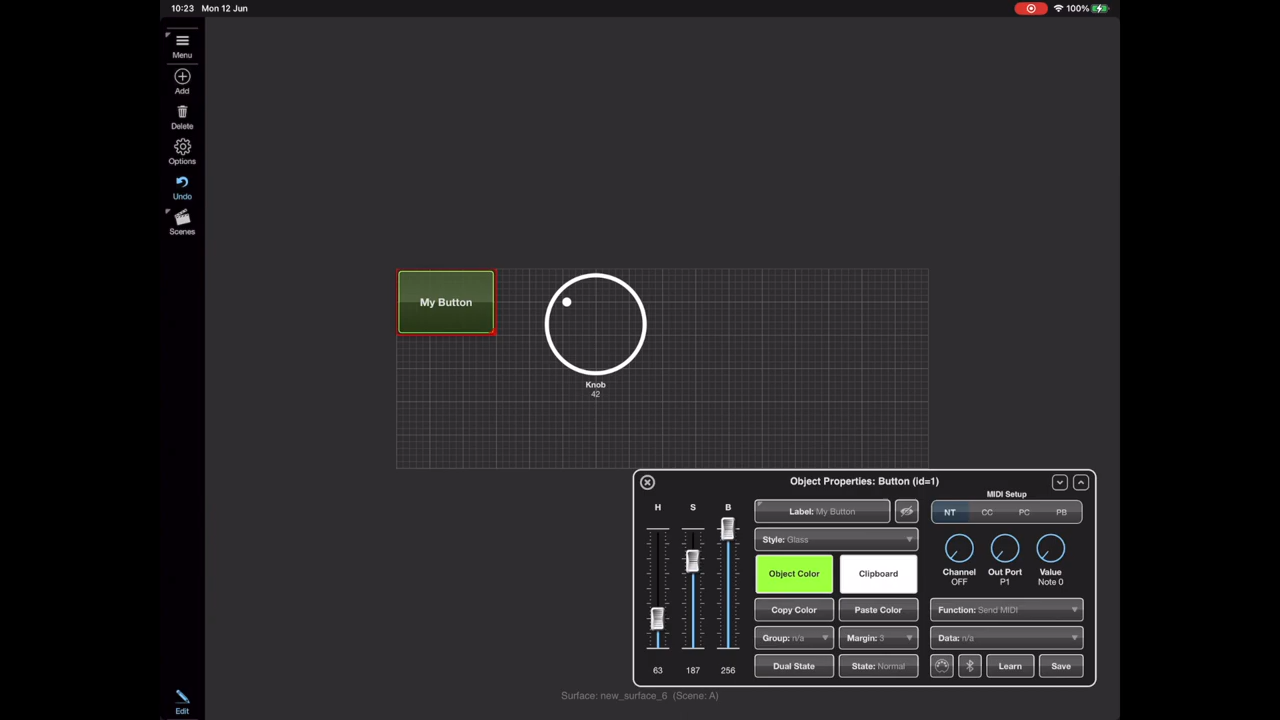 10:23 Mon 12 Jun
100%
Menu
Add
Delete
Options
Undo
Scenes
Edit
My Button
Knob
42
Object Properties: Button (id=1)
H S B
63 187 256
Label: My Button
Style: Glass
Object Color Clipboard
Copy Color Paste Color
Group: n/a Margin: 3
Dual State State: Normal
MIDI Setup
NT CC PC PB
Channel Out Port Value
OFF P1 Note 0
Function: Send MIDI
Data: n/a
Learn Save
Surface: new_surface_6 (Scene: A)